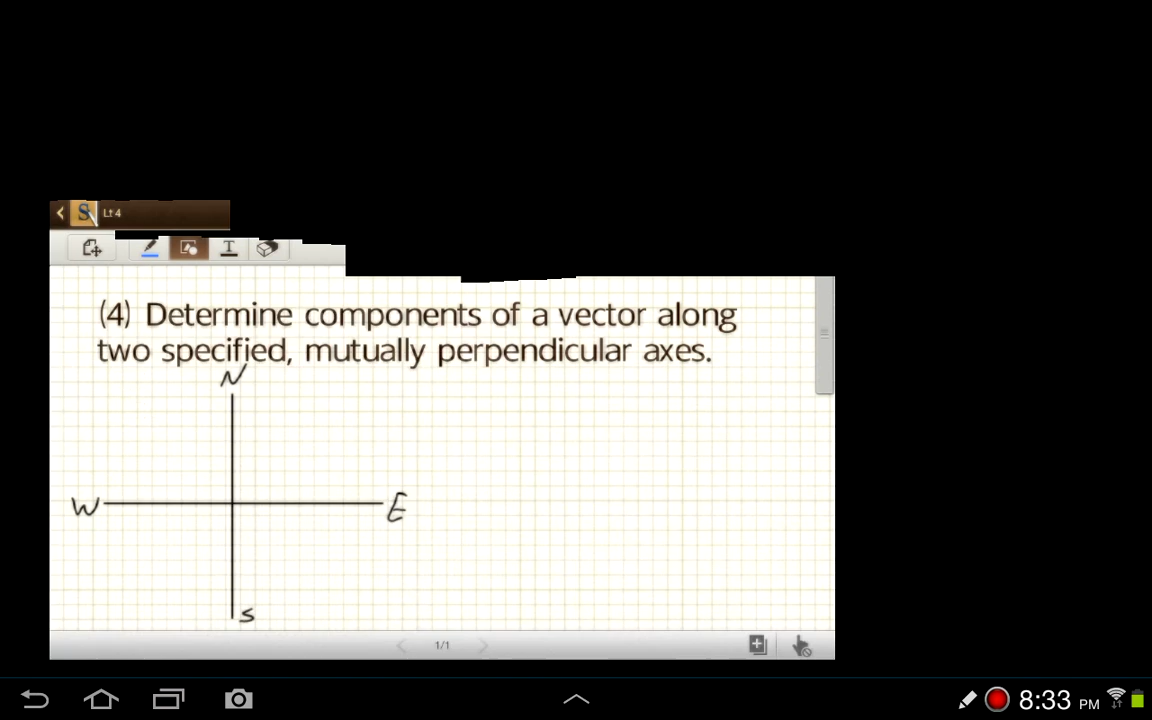 Lt 4
(4) Determine components of a vector along
two specified, mutually perpendicular axes.
N
W
E
S
1/1
8:33 PM